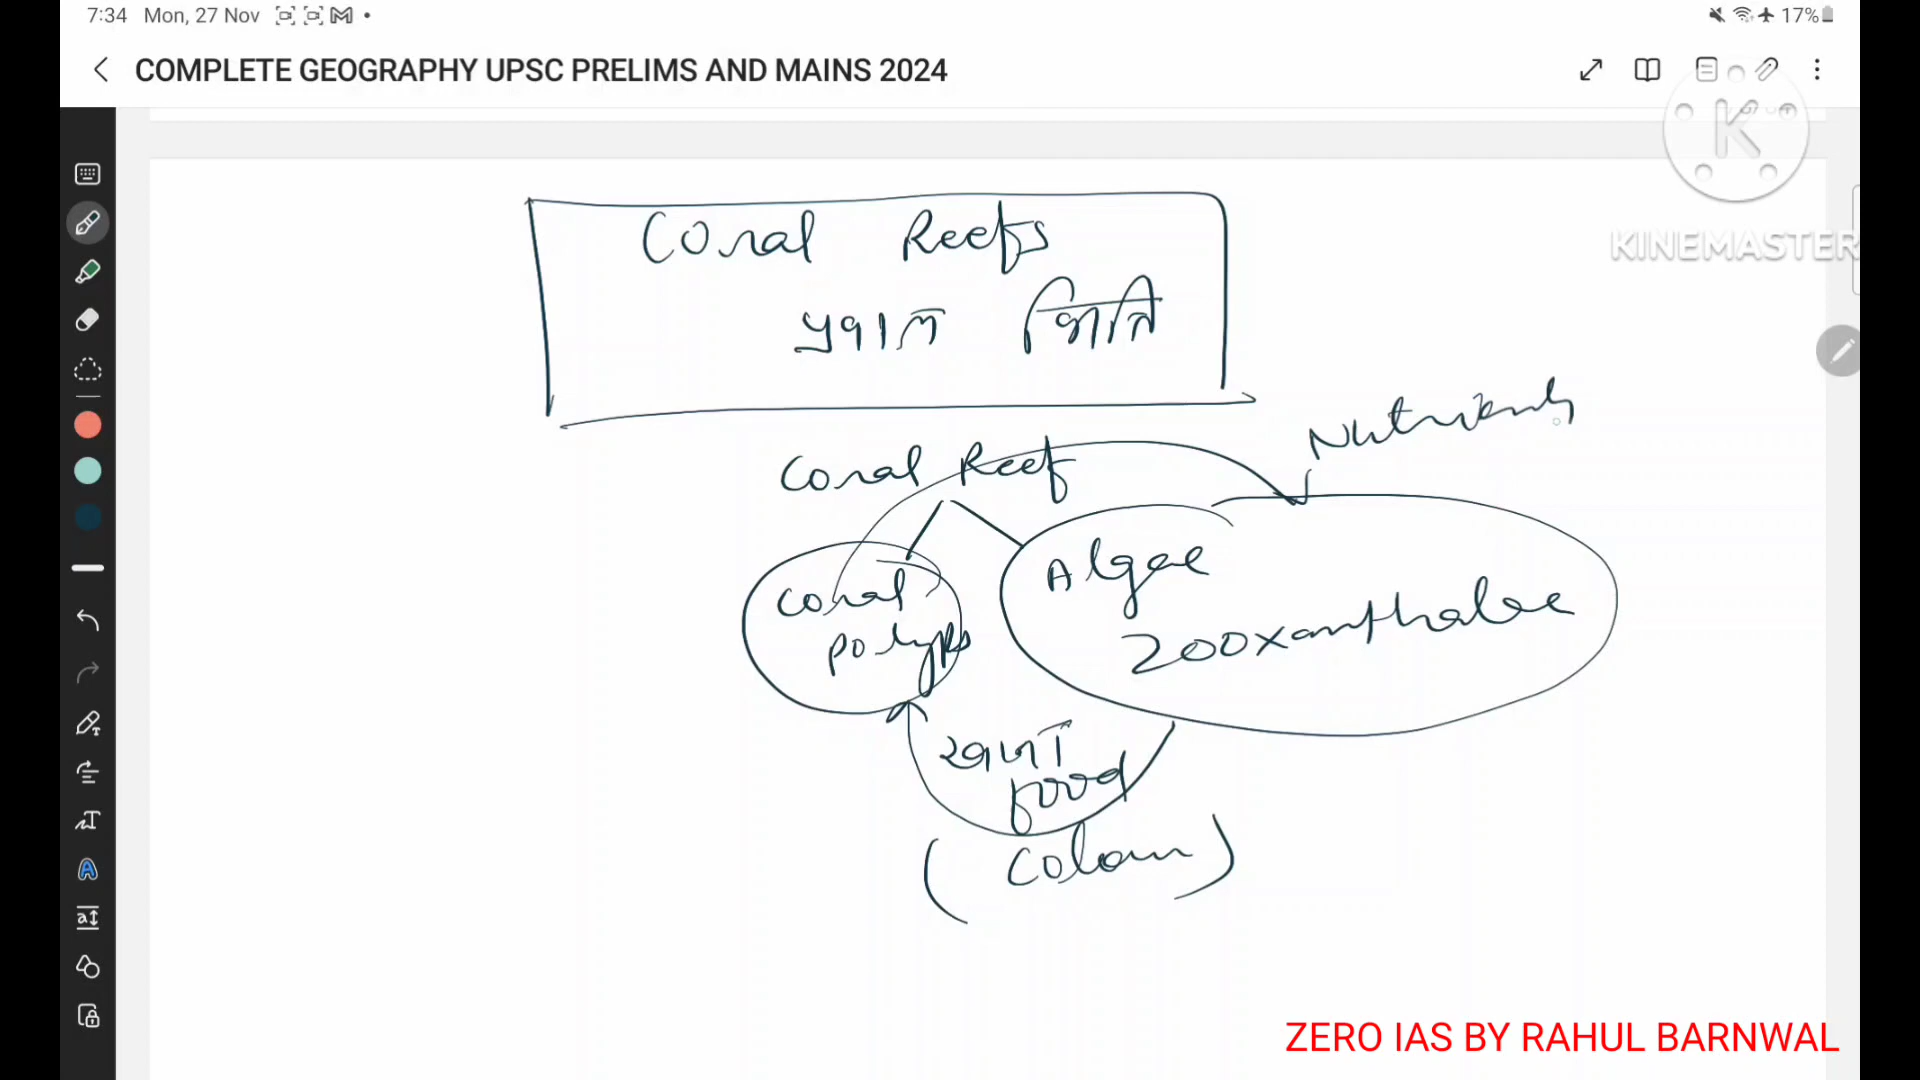 7:34 Mon, 27 Nov
17%
COMPLETE GEOGRAPHY UPSC PRELIMS AND MAINS 2024
K
KINEMASTER
Coral Reefs
Coral Reef
Nutrients
Coral polyps
Algae
Zooxanthalae
food
(Colour)
ZERO IAS BY RAHUL BARNWAL